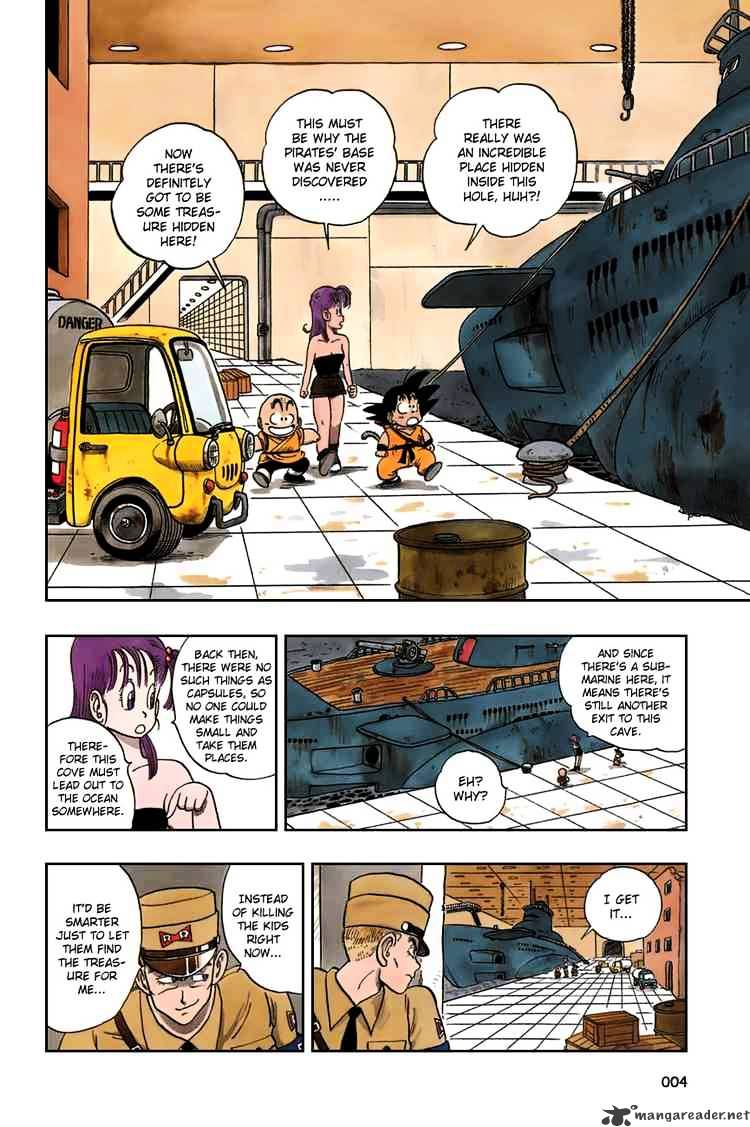 THERE
REALLY WAS
AN INCREDIBLE
PLACE HIDDEN
INSIDE THIS
HOLE, HUH?!
THIS MUST
BE WHY THE
PIRATES' BASE
WAS NEVER
DISCOVERED
.....
NOW
THERE'S
DEFINITELY
GOT TO BE
SOME TREAS-
URE HIDDEN
HERE!
DANGER
AND SINCE
THERE'S A SUB-
MARINE HERE, IT
MEANS THERE'S
STILL ANOTHER
EXIT TO THIS
CAVE.
EH?
WHY?
BACK THEN,
THERE WERE NO
SUCH THINGS AS
CAPSULES, SO
NO ONE COULD
MAKE THINGS
SMALL AND
TAKE THEM
PLACES.
THERE-
FORE THIS
COVE MUST
LEAD OUT TO
THE OCEAN
SOMEWHERE.
I GET
IT...
INSTEAD
OF KILLING
THE KIDS
RIGHT
NOW...
IT'D BE
SMARTER
JUST TO LET
THEM FIND
THE TREA-
SURE FOR
ME...
004
mangareader.net